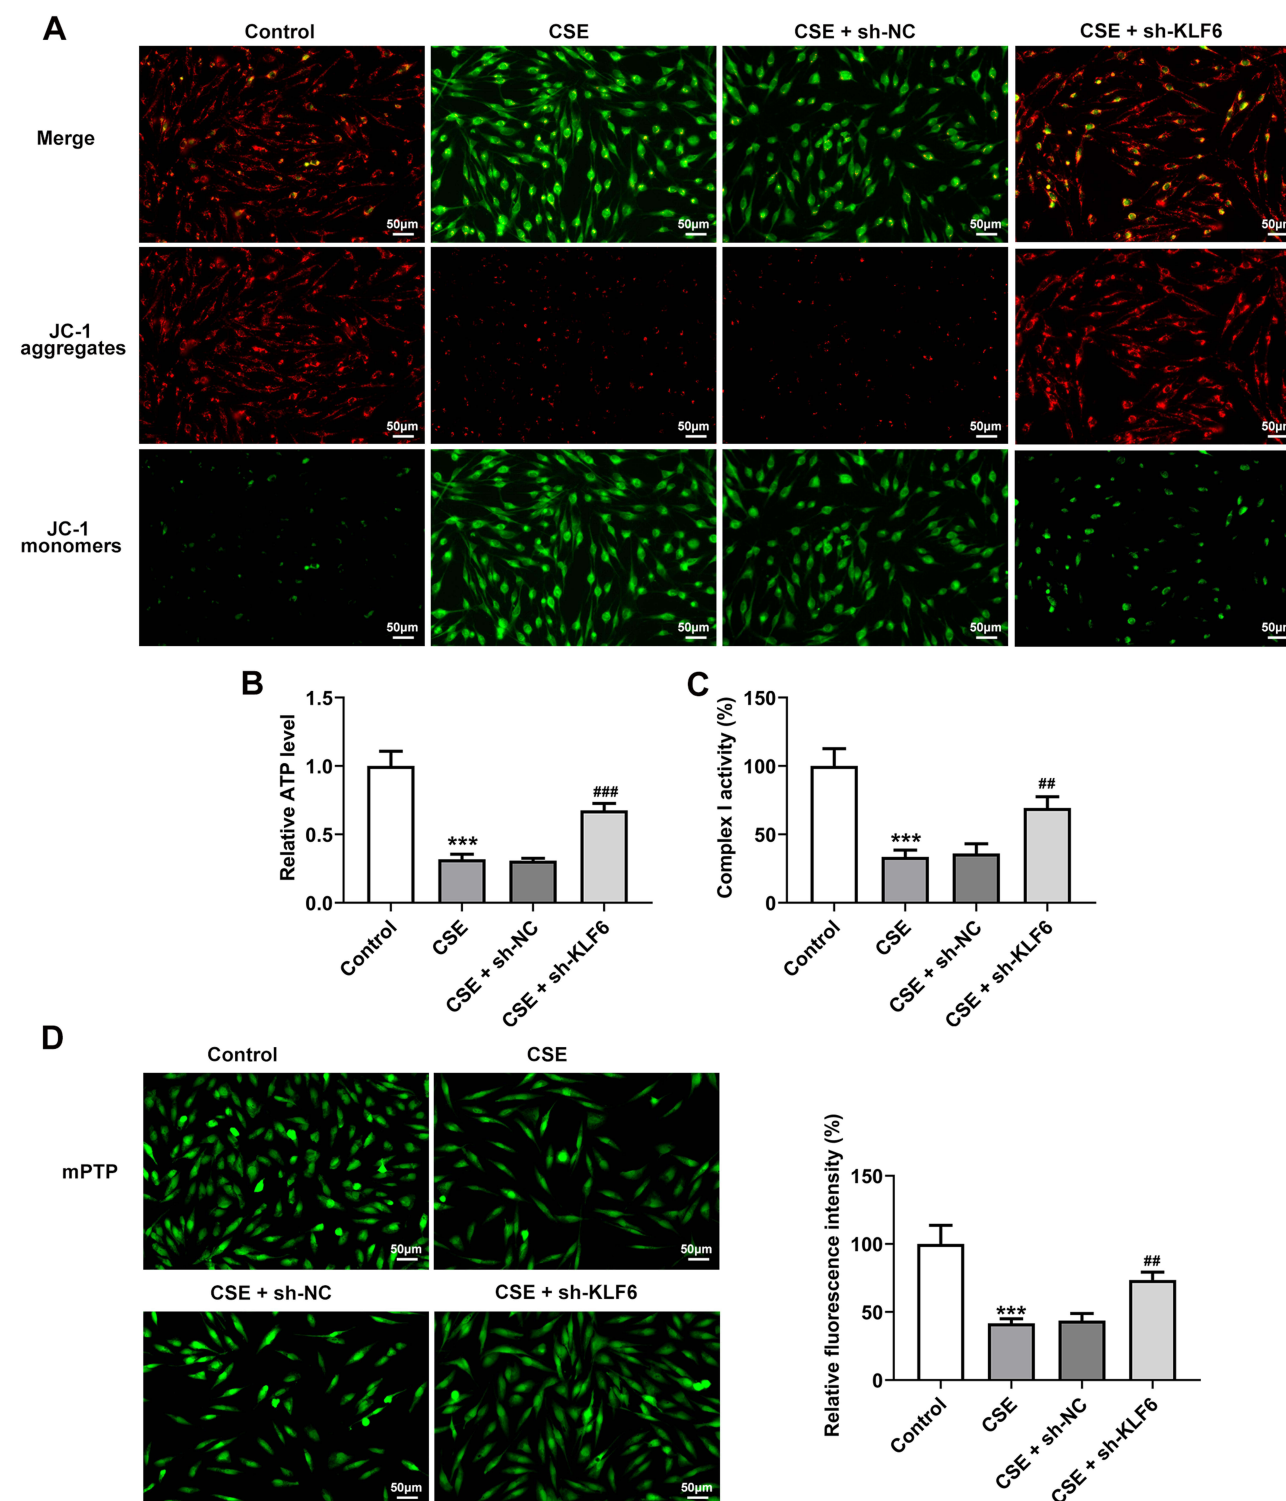 A
Control
CSE
CSE + sh-NC
CSE + sh-KLF6
Merge
50μm
50μm
50μm
50μm
JC-1
aggregates
50μm
50μm
50μm
50μm
JC-1
monomers
50μm
50μm
50μm
50μm
B
Relative ATP level
1.5
1.0
0.5
0.0
***
###
Control
CSE
CSE + sh-NC
CSE + sh-KLF6
C
Complex I activity (%)
150
100
50
0
***
##
Control
CSE
CSE + sh-NC
CSE + sh-KLF6
D
Control
CSE
mPTP
50μm
50μm
CSE + sh-NC
CSE + sh-KLF6
50μm
50μm
Relative fluorescence intensity (%)
150
100
50
0
***
##
Control
CSE
CSE + sh-NC
CSE + sh-KLF6